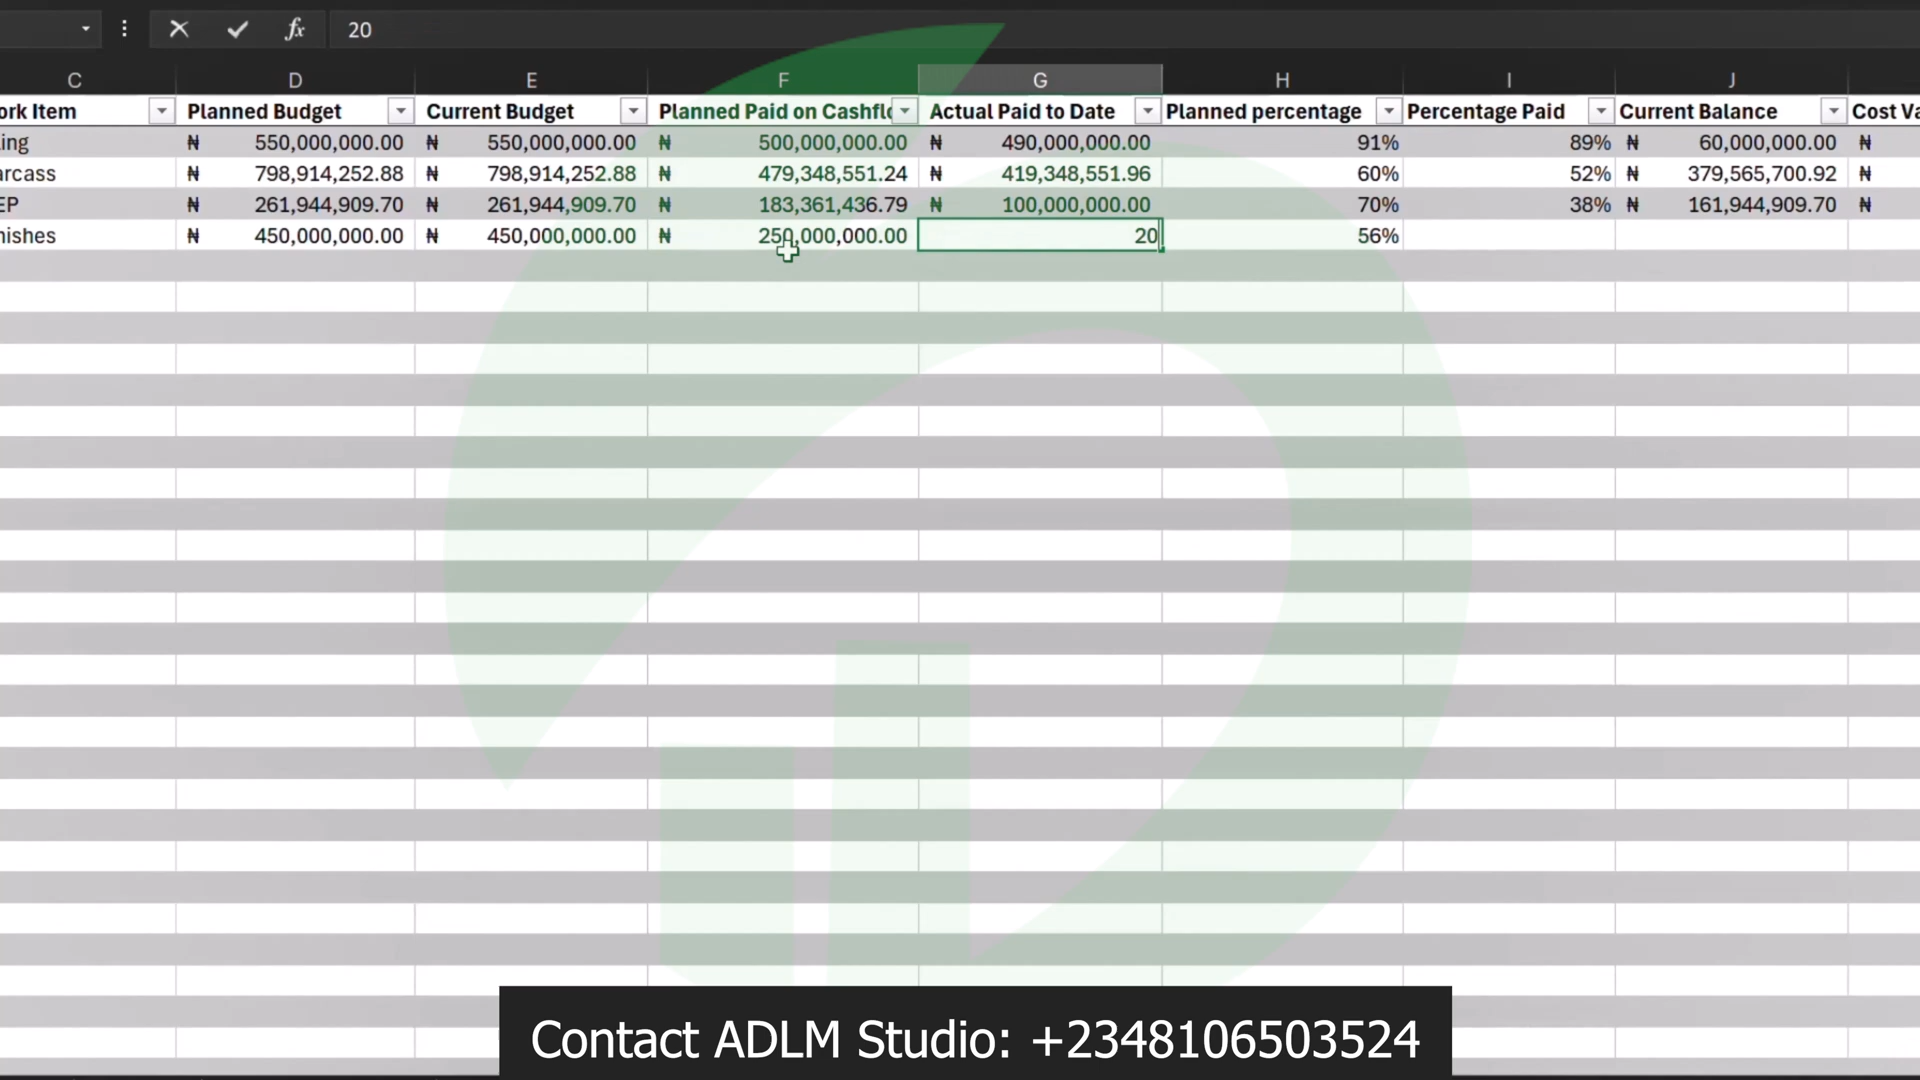 20
C D E F G H I J
ork Item Planned Budget Current Budget Planned Paid on Cashflo Actual Paid to Date Planned percentage Percentage Paid Current Balance Cost Va
ing ₦ 550,000,000.00 ₦ 550,000,000.00 ₦ 500,000,000.00 ₦ 490,000,000.00 91% 89% ₦ 60,000,000.00 ₦
arcass ₦ 798,914,252.88 ₦ 798,914,252.88 ₦ 479,348,551.24 ₦ 419,348,551.96 60% 52% ₦ 379,565,700.92 ₦
EP ₦ 261,944,909.70 ₦ 261,944,909.70 ₦ 183,361,436.79 ₦ 100,000,000.00 70% 38% ₦ 161,944,909.70 ₦
nishes ₦ 450,000,000.00 ₦ 450,000,000.00 ₦ 250,000,000.00 20 56%
Contact ADLM Studio: +2348106503524